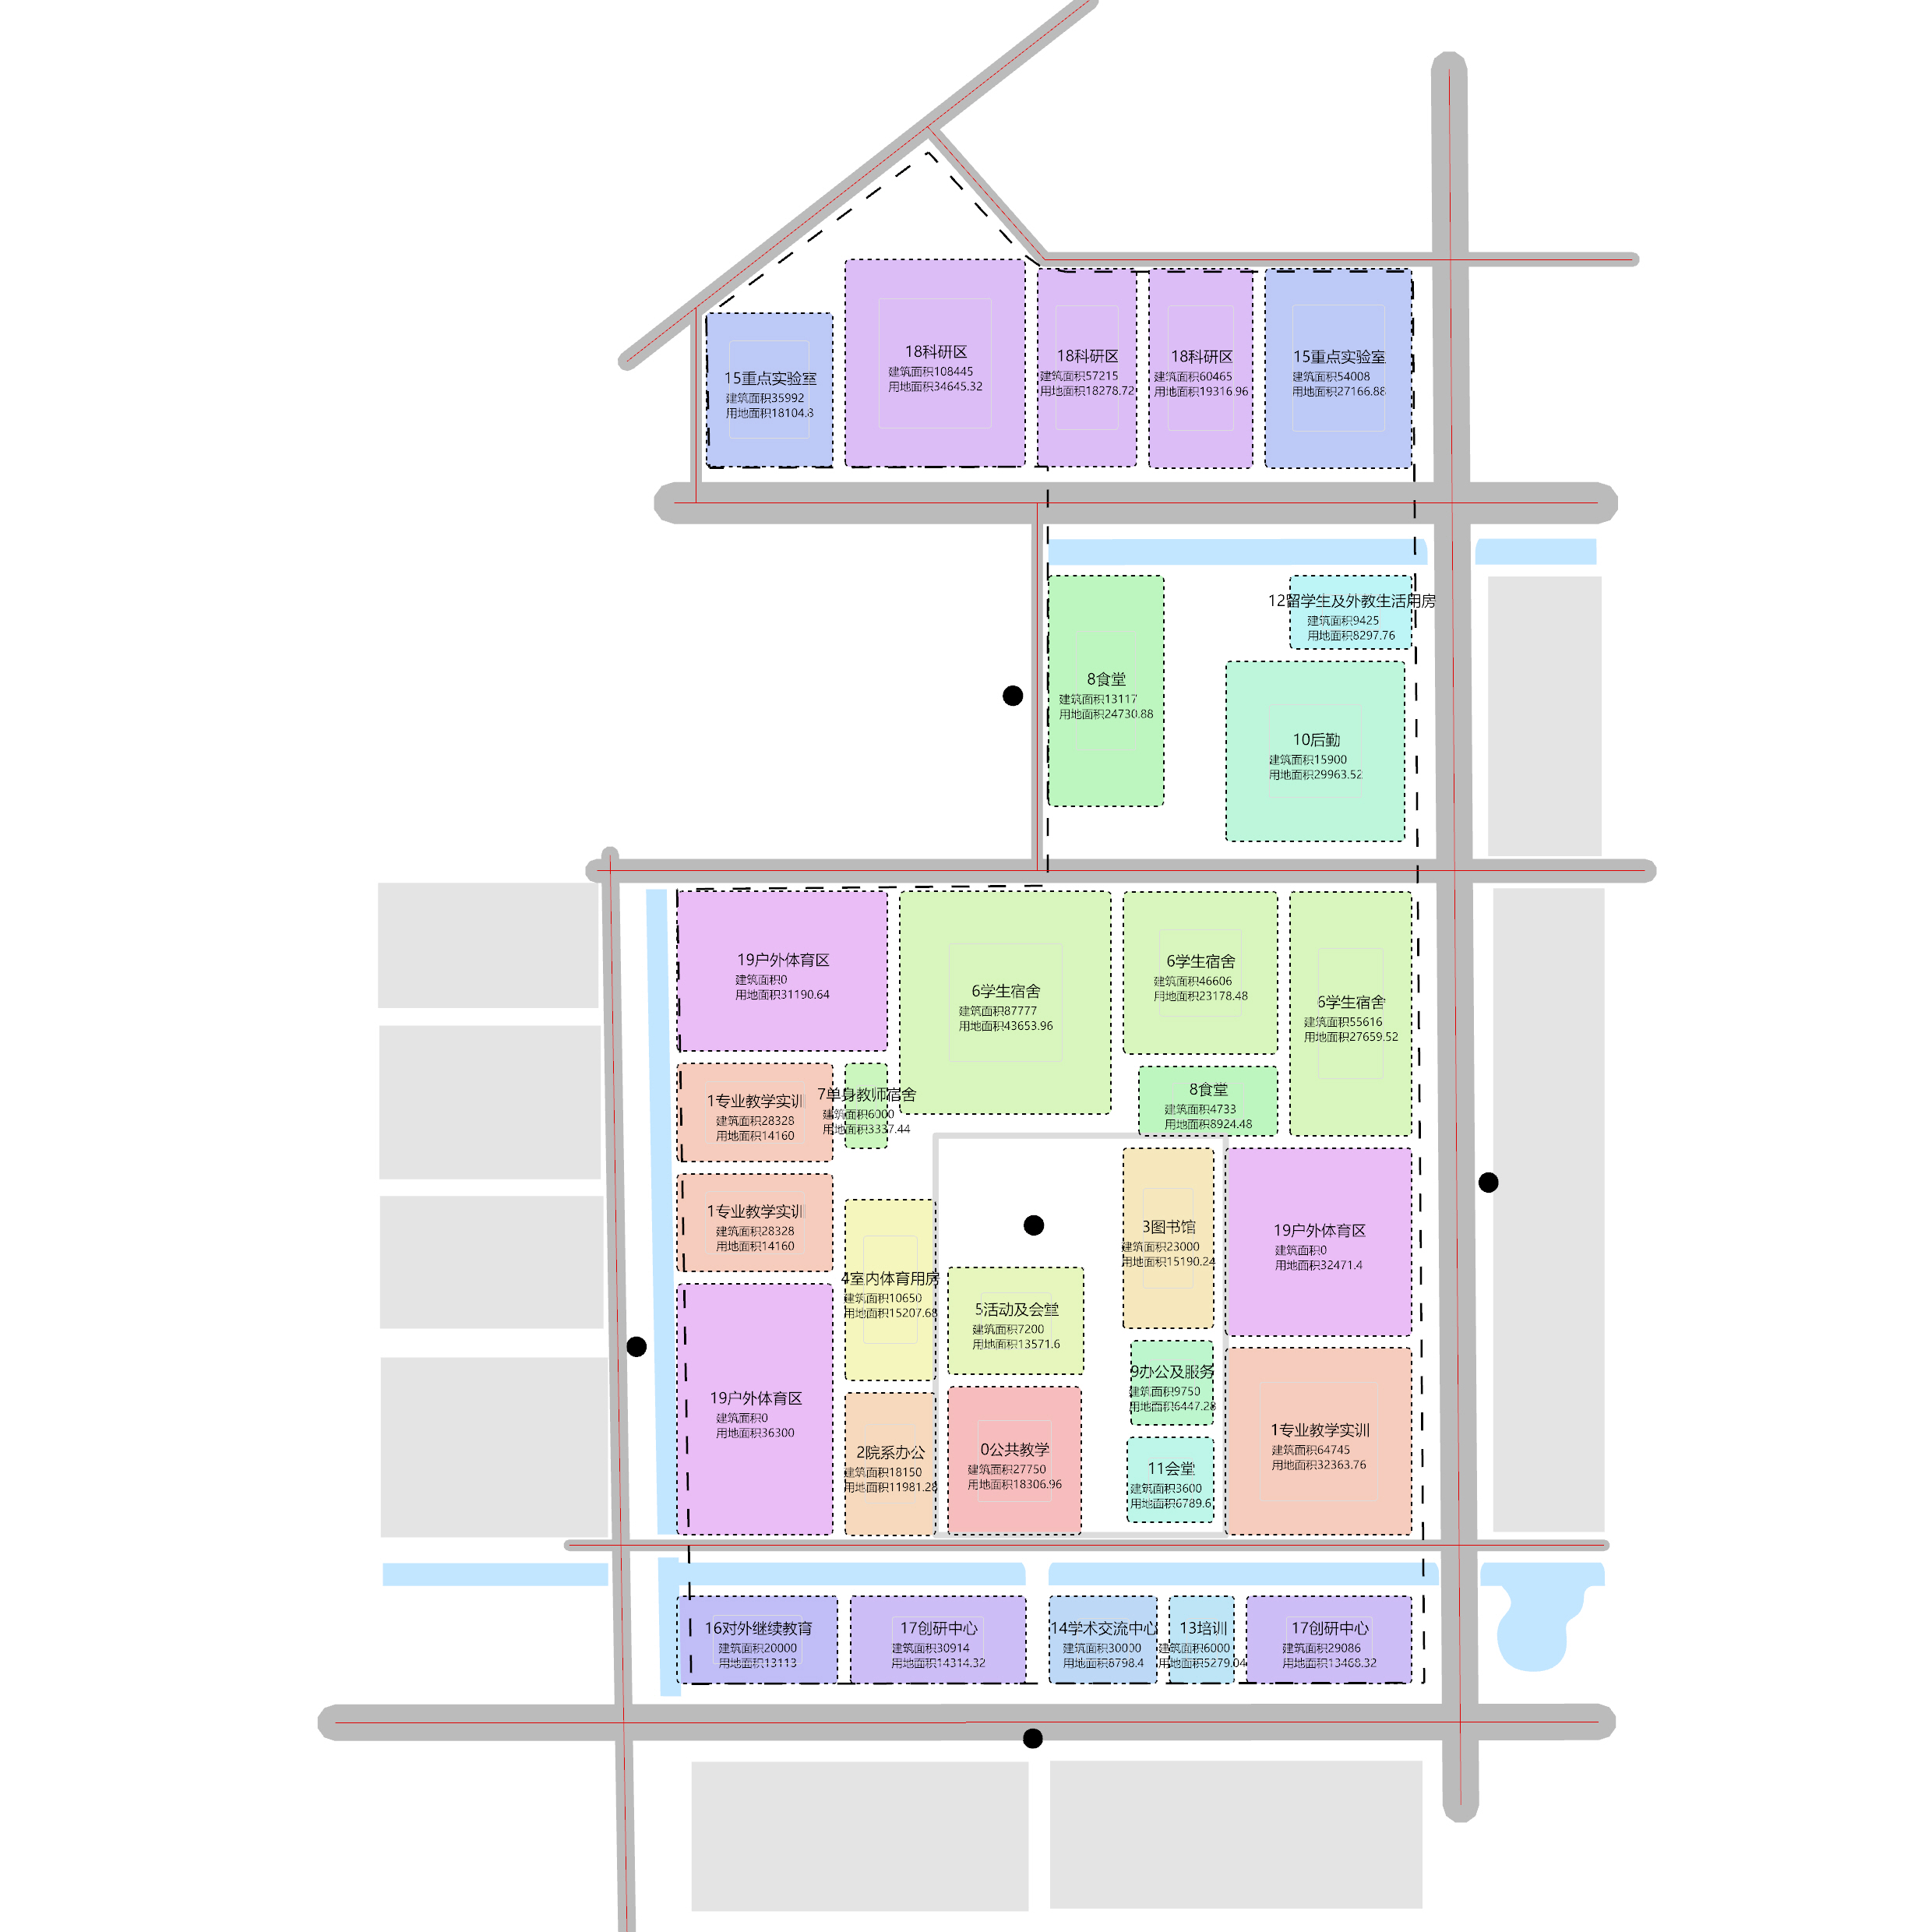 18科研区
建筑面积108445
用地面积34645.32
18科研区
建筑面积57215
用地面积18278.72
18科研区
建筑面积60465
用地面积19316.96
15重点实验室
建筑面积54008
用地面积27166.88
15重点实验室
建筑面积35992
用地面积18104.8
12留学生及外教生活用房
建筑面积9425
用地面积8297.76
8食堂
建筑面积13117
用地面积24730.88
10后勤
建筑面积15900
用地面积29963.52
19户外体育区
建筑面积0
用地面积31190.64
6学生宿舍
建筑面积87777
用地面积43653.96
6学生宿舍
建筑面积46606
用地面积23178.48
6学生宿舍
建筑面积55616
用地面积27659.52
1专业教学实训
建筑面积28328
用地面积14160
7单身教师宿舍
建筑面积6000
用地面积3337.44
8食堂
建筑面积4733
用地面积8924.48
1专业教学实训
建筑面积28328
用地面积14160
3图书馆
建筑面积23000
用地面积15190.24
19户外体育区
建筑面积0
用地面积32471.4
4室内体育用房
建筑面积10650
用地面积15207.68
5活动及会堂
建筑面积7200
用地面积13571.6
9办公及服务
建筑面积9750
用地面积6447.28
19户外体育区
建筑面积0
用地面积36300
2院系办公
建筑面积18150
用地面积11981.28
0公共教学
建筑面积27750
用地面积18306.96
11会堂
建筑面积3600
用地面积6789.6
1专业教学实训
建筑面积64745
用地面积32363.76
16对外继续教育
建筑面积20000
用地面积13113
17创研中心
建筑面积30914
用地面积14314.32
14学术交流中心
建筑面积30000
用地面积8798.4
13培训
建筑面积6000
用地面积5279.04
17创研中心
建筑面积29086
用地面积13468.32